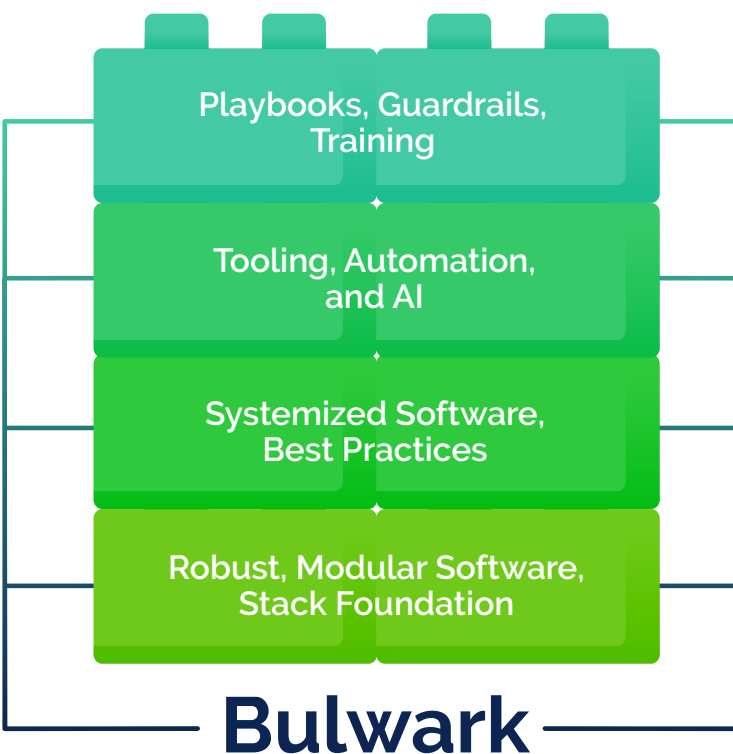 Playbooks, Guardrails,
Training
Tooling, Automation,
and AI
Systemized Software,
Best Practices
Robust, Modular Software,
Stack Foundation
Bulwark